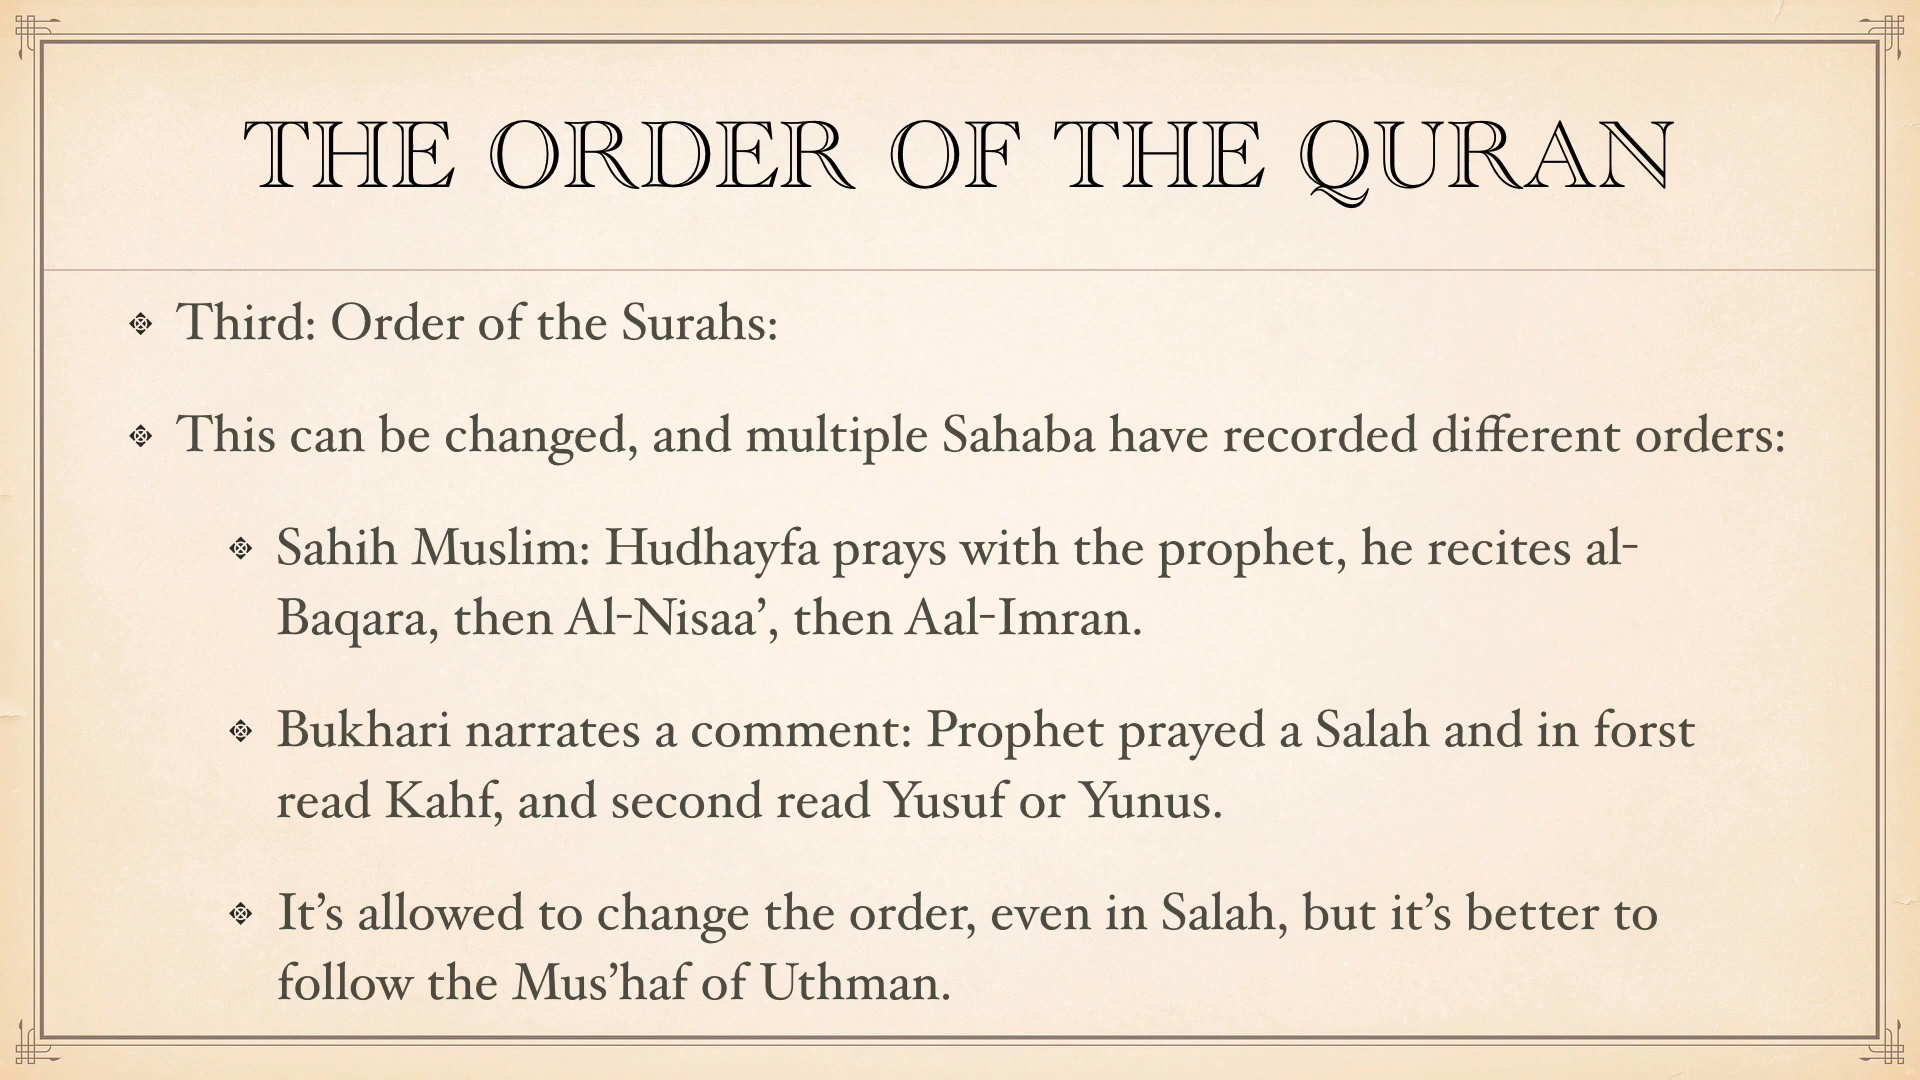 THE ORDER OF THE QURAN
Third: Order of the Surahs:
This can be changed, and multiple Sahaba have recorded different orders:
Sahih Muslim: Hudhayfa prays with the prophet, he recites al-
Baqara, then Al-Nisaa’, then Aal-Imran.
Bukhari narrates a comment: Prophet prayed a Salah and in forst
read Kahf, and second read Yusuf or Yunus.
It’s allowed to change the order, even in Salah, but it’s better to
follow the Mus’haf of Uthman.